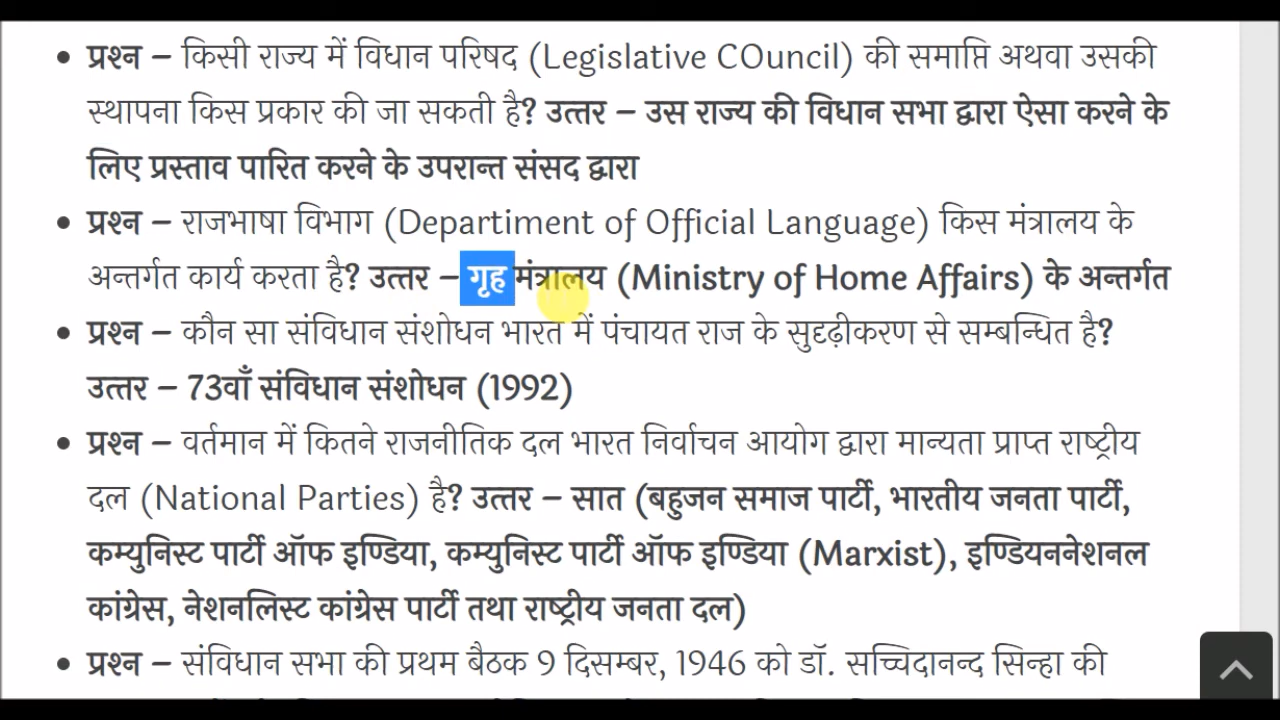 • प्रश्न – किसी राज्य में विधान परिषद (Legislative COuncil) की समाप्ति अथवा उसकी
स्थापना किस प्रकार की जा सकती है? उत्तर – उस राज्य की विधान सभा द्वारा ऐसा करने के
लिए प्रस्ताव पारित करने के उपरान्त संसद द्वारा
• प्रश्न – राजभाषा विभाग (Departiment of Official Language) किस मंत्रालय के
अन्तर्गत कार्य करता है? उत्तर – गृह मंत्रालय (Ministry of Home Affairs) के अन्तर्गत
• प्रश्न – कौन सा संविधान संशोधन भारत में पंचायत राज के सुदृढ़ीकरण से सम्बन्धित है?
उत्तर – 73वाँ संविधान संशोधन (1992)
• प्रश्न – वर्तमान में कितने राजनीतिक दल भारत निर्वाचन आयोग द्वारा मान्यता प्राप्त राष्ट्रीय
दल (National Parties) है? उत्तर – सात (बहुजन समाज पार्टी, भारतीय जनता पार्टी,
कम्युनिस्ट पार्टी ऑफ इण्डिया, कम्युनिस्ट पार्टी ऑफ इण्डिया (Marxist), इण्डियननेशनल
कांग्रेस, नेशनलिस्ट कांग्रेस पार्टी तथा राष्ट्रीय जनता दल)
• प्रश्न – संविधान सभा की प्रथम बैठक 9 दिसम्बर, 1946 को डॉ. सच्चिदानन्द सिन्हा की